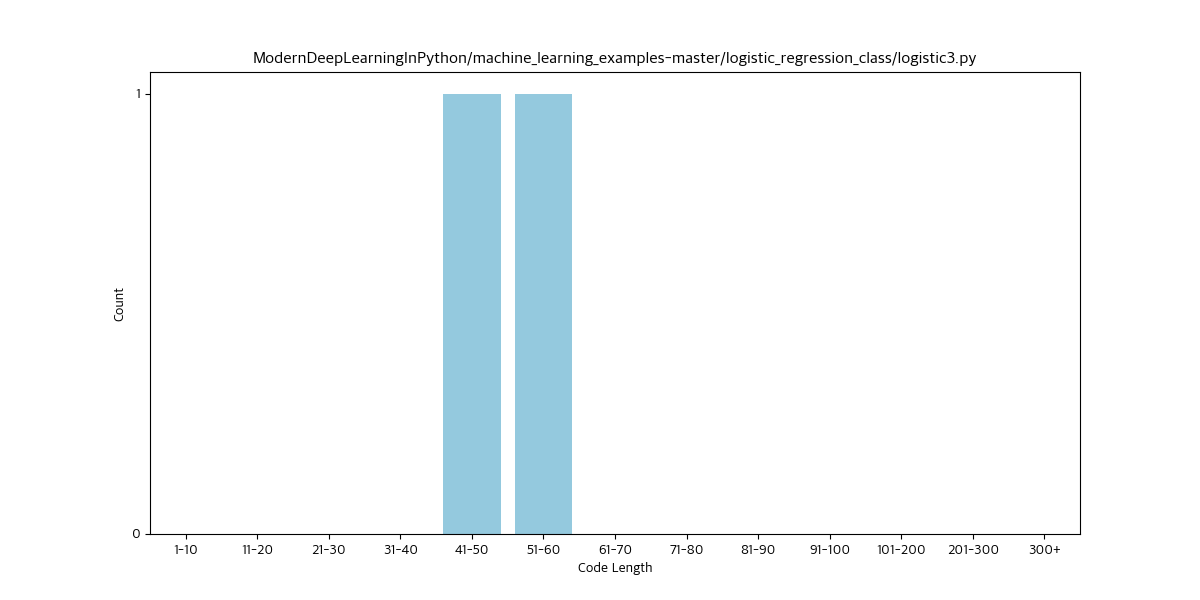 ModernDeepLearningInPython/machine_learning_examples-master/logistic_regression_class/logistic3.py
1
Count
0
1-10 11-20 21-30 31-40 41-50 51-60 61-70 71-80 81-90 91-100 101-200 201-300 300+
Code Length